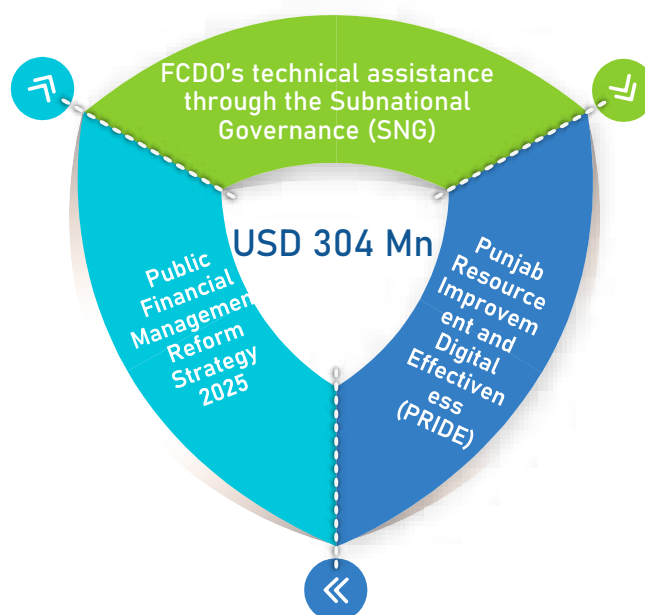 FCDO's technical assistance
through the Subnational
Governance (SNG)
USD 304 Mn
Public
Financial
Managemen
Reform
Strategy
2025
Punjab
Resource
Improvem
ent and
Digital
Effectiven
ess
(PRIDE)